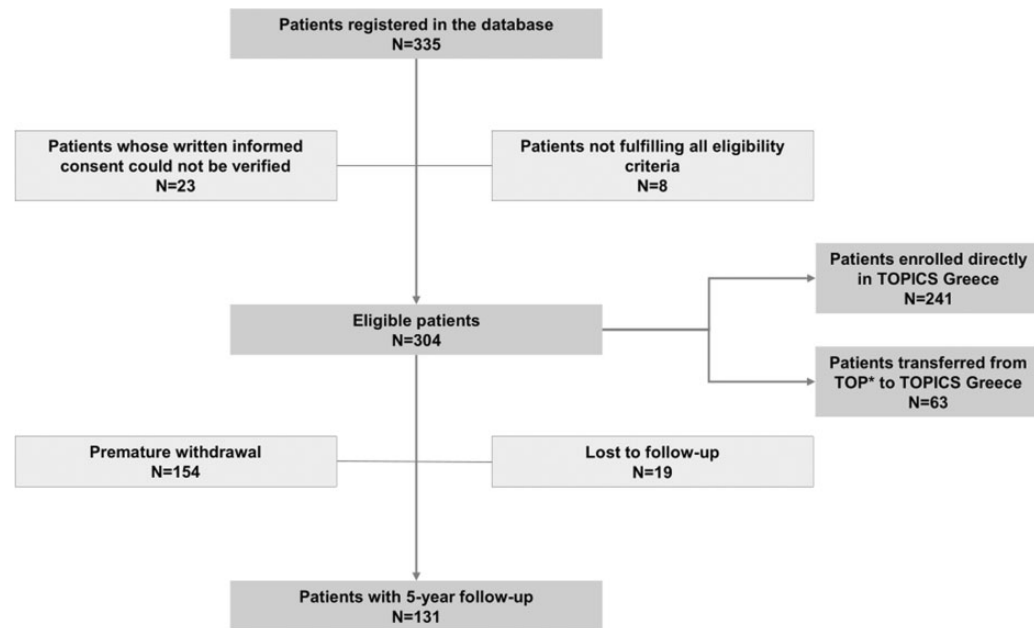 Patients registered in the database
N=335
Patients whose written informed
consent could not be verified
N=23
Patients not fulfilling all eligibility
criteria
N=8
Patients enrolled directly
in TOPICS Greece
N=241
Eligible patients
N=304
Patients transferred from
TOP* to TOPICS Greece
N=63
Premature withdrawal
N=154
Lost to follow-up
N=19
Patients with 5-year follow-up
N=131